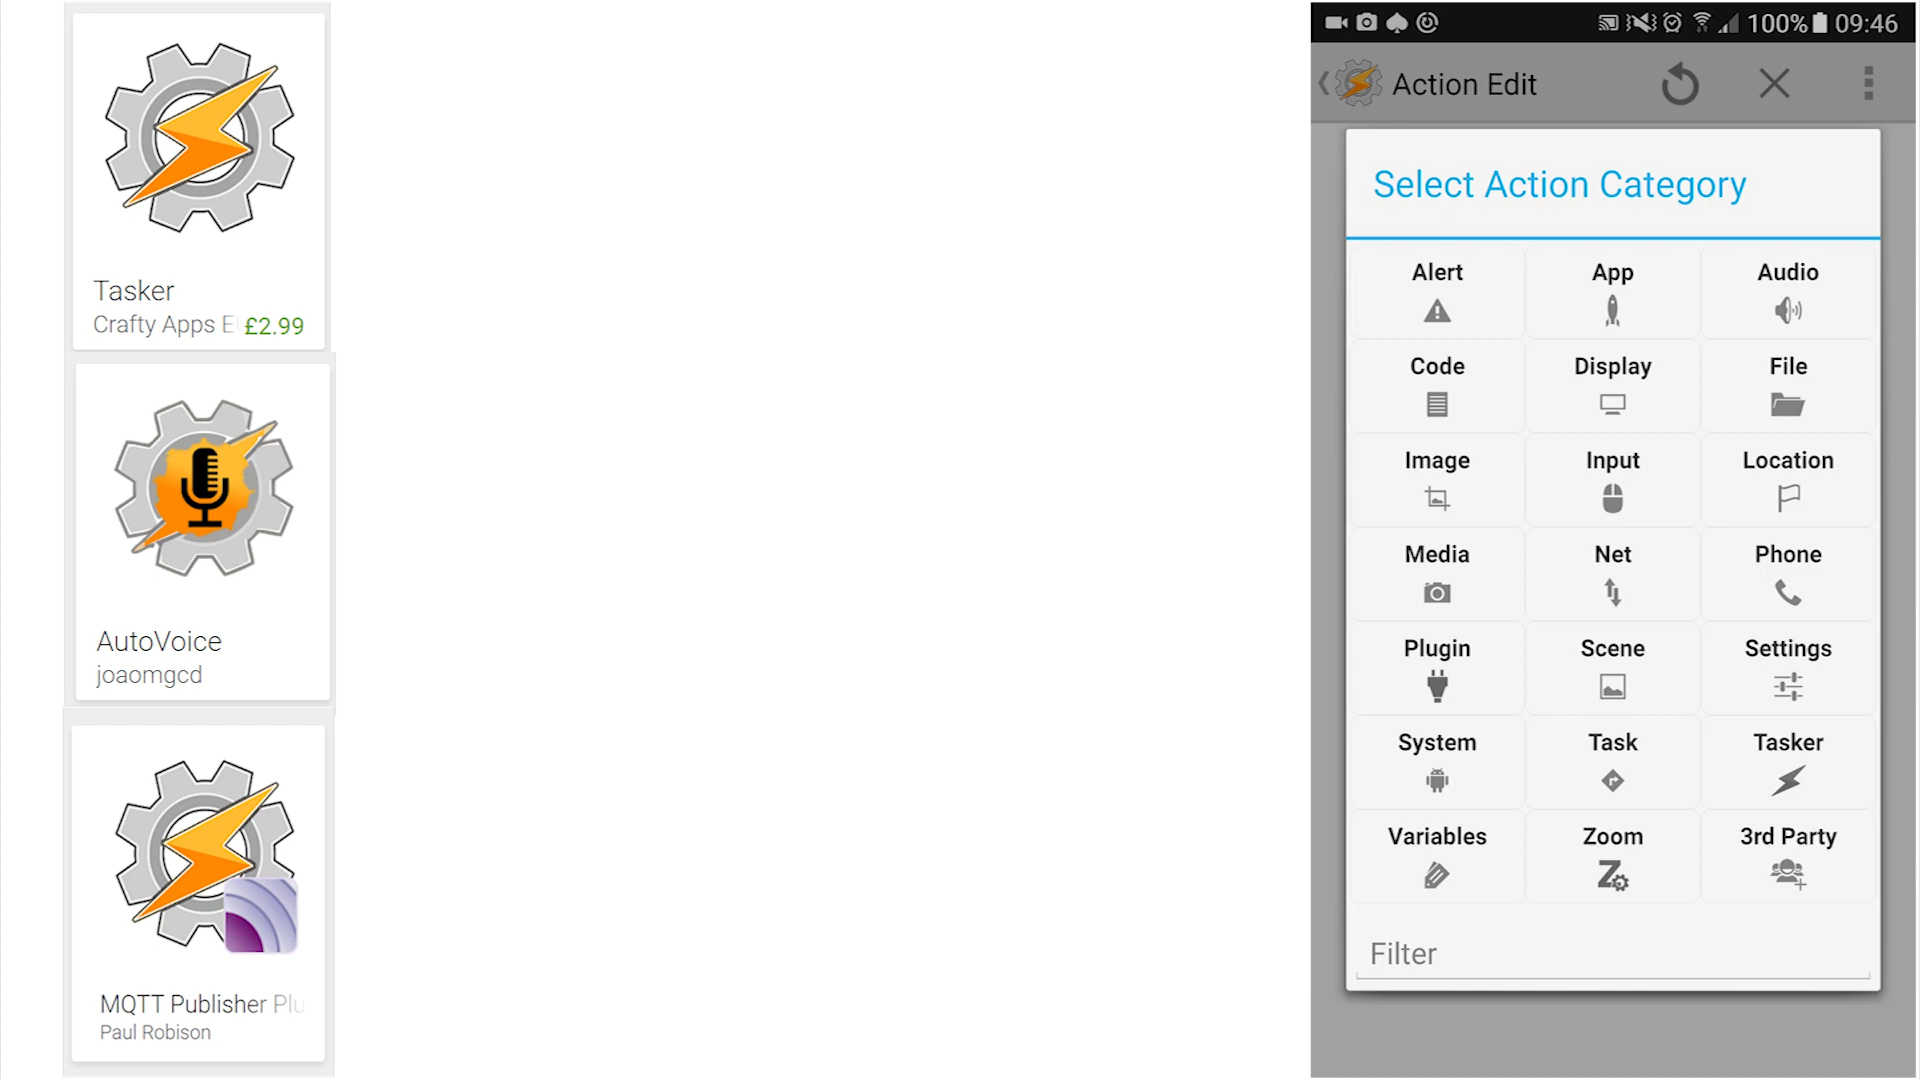 Tasker
Crafty Apps E
£2.99
AutoVoice
joaomgcd
MQTT Publisher Plu
Paul Robison
100% 09:46
Action Edit
Select Action Category
Alert App Audio
Code Display File
Image Input Location
Media Net Phone
Plugin Scene Settings
System Task Tasker
Variables Zoom 3rd Party
Filter